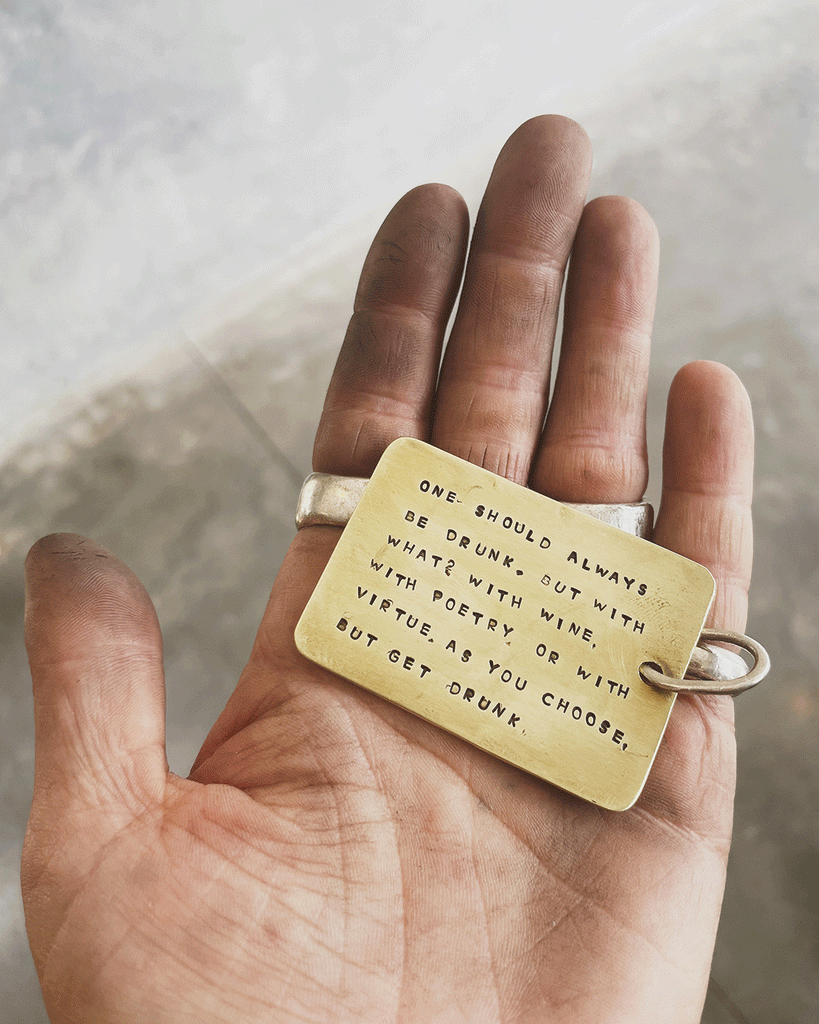 ONE SHOULD ALWAYS
BE DRUNK. BUT WITH
WHAT? WITH WINE,
WITH POETRY OR WITH
VIRTUE. AS YOU CHOOSE,
BUT GET DRUNK.